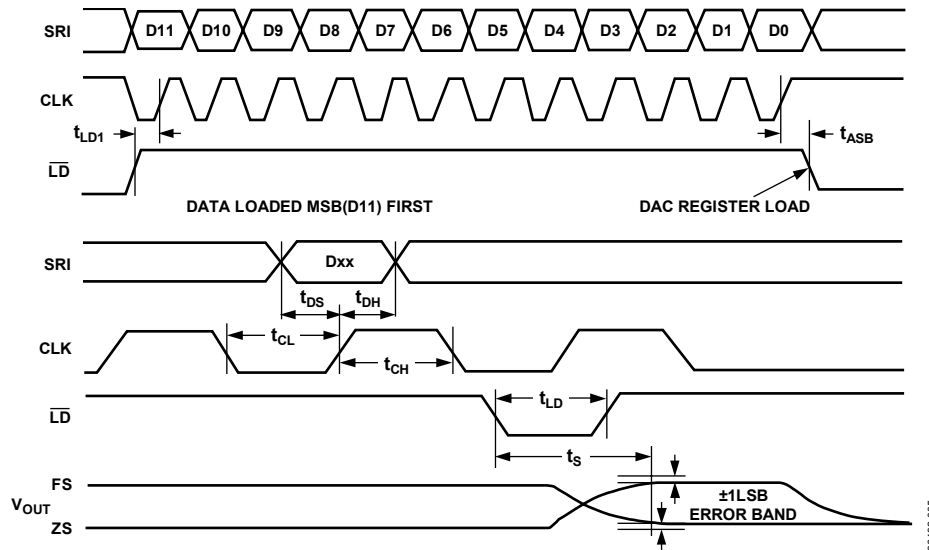 SRI D11 D10 D9 D8 D7 D6 D5 D4 D3 D2 D1 D0
CLK
tLD1
tASB
LD
DATA LOADED MSB(D11) FIRST
DAC REGISTER LOAD
SRI
Dxx
tDS tDH
CLK
tCL
tCH
LD
tLD
tS
FS
VOUT
±1LSB
ERROR BAND
ZS